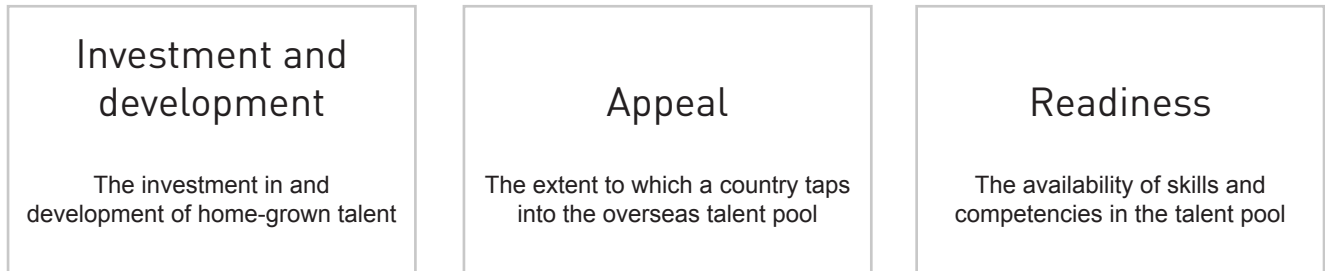 Investment and
development
The investment in and
development of home-grown talent
Appeal
The extent to which a country taps
into the overseas talent pool
Readiness
The availability of skills and
competencies in the talent pool